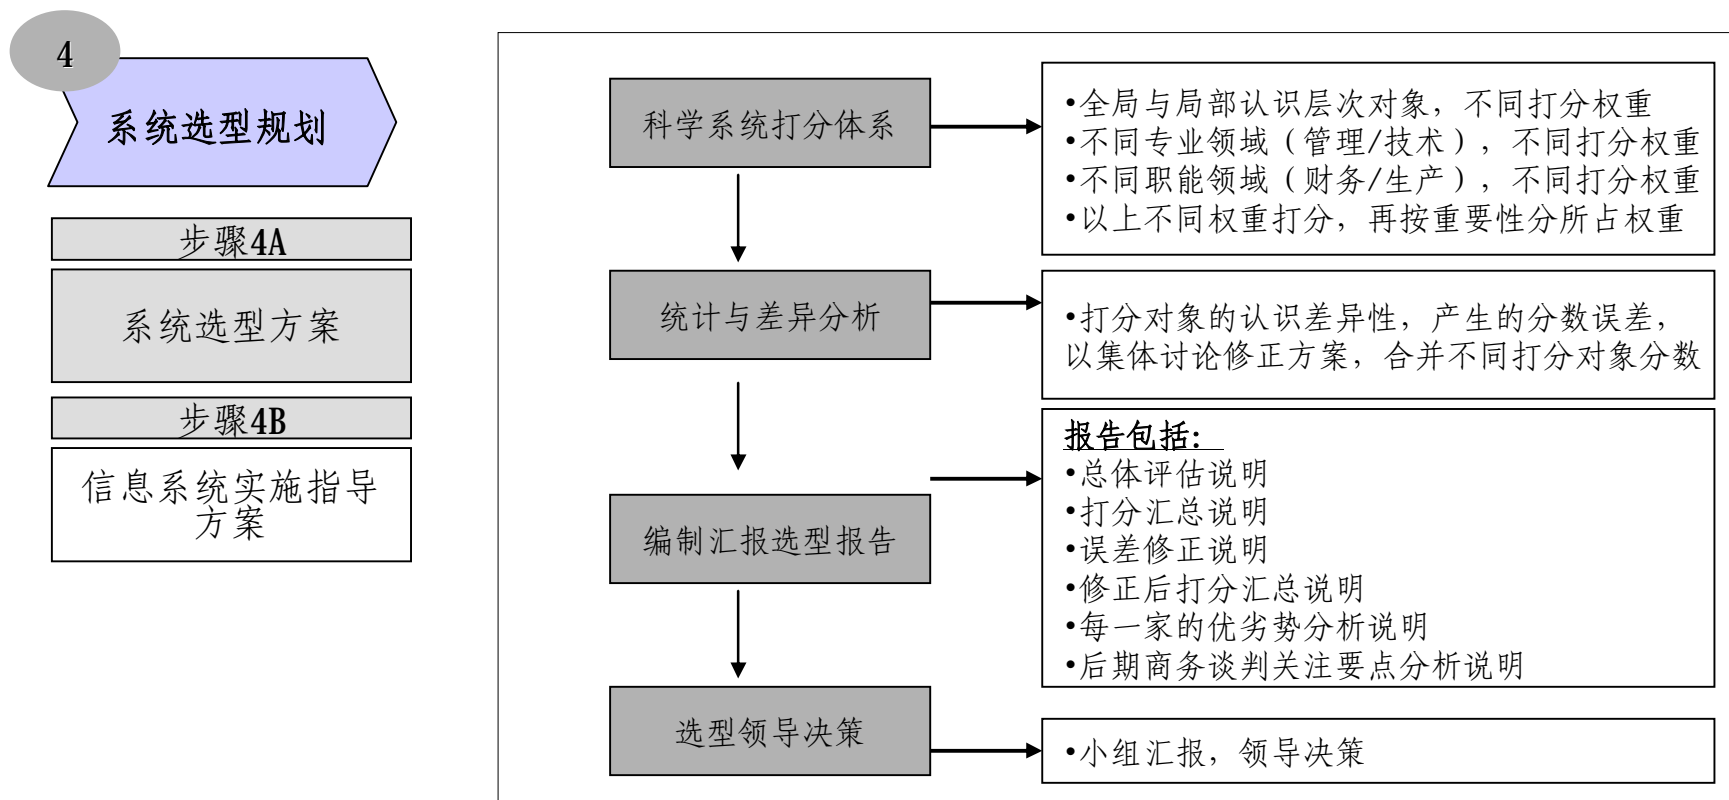 4
系统选型规划
步骤4A
系统选型方案
步骤4B
信息系统实施指导
方案
科学系统打分体系
•全局与局部认识层次对象，不同打分权重
•不同专业领域（管理/技术），不同打分权重
•不同职能领域（财务/生产），不同打分权重
•以上不同权重打分，再按重要性分所占权重
统计与差异分析
•打分对象的认识差异性，产生的分数误差，
以集体讨论修正方案，合并不同打分对象分数
编制汇报选型报告
报告包括：
•总体评估说明
•打分汇总说明
•误差修正说明
•修正后打分汇总说明
•每一家的优劣势分析说明
•后期商务谈判关注要点分析说明
选型领导决策
•小组汇报，领导决策